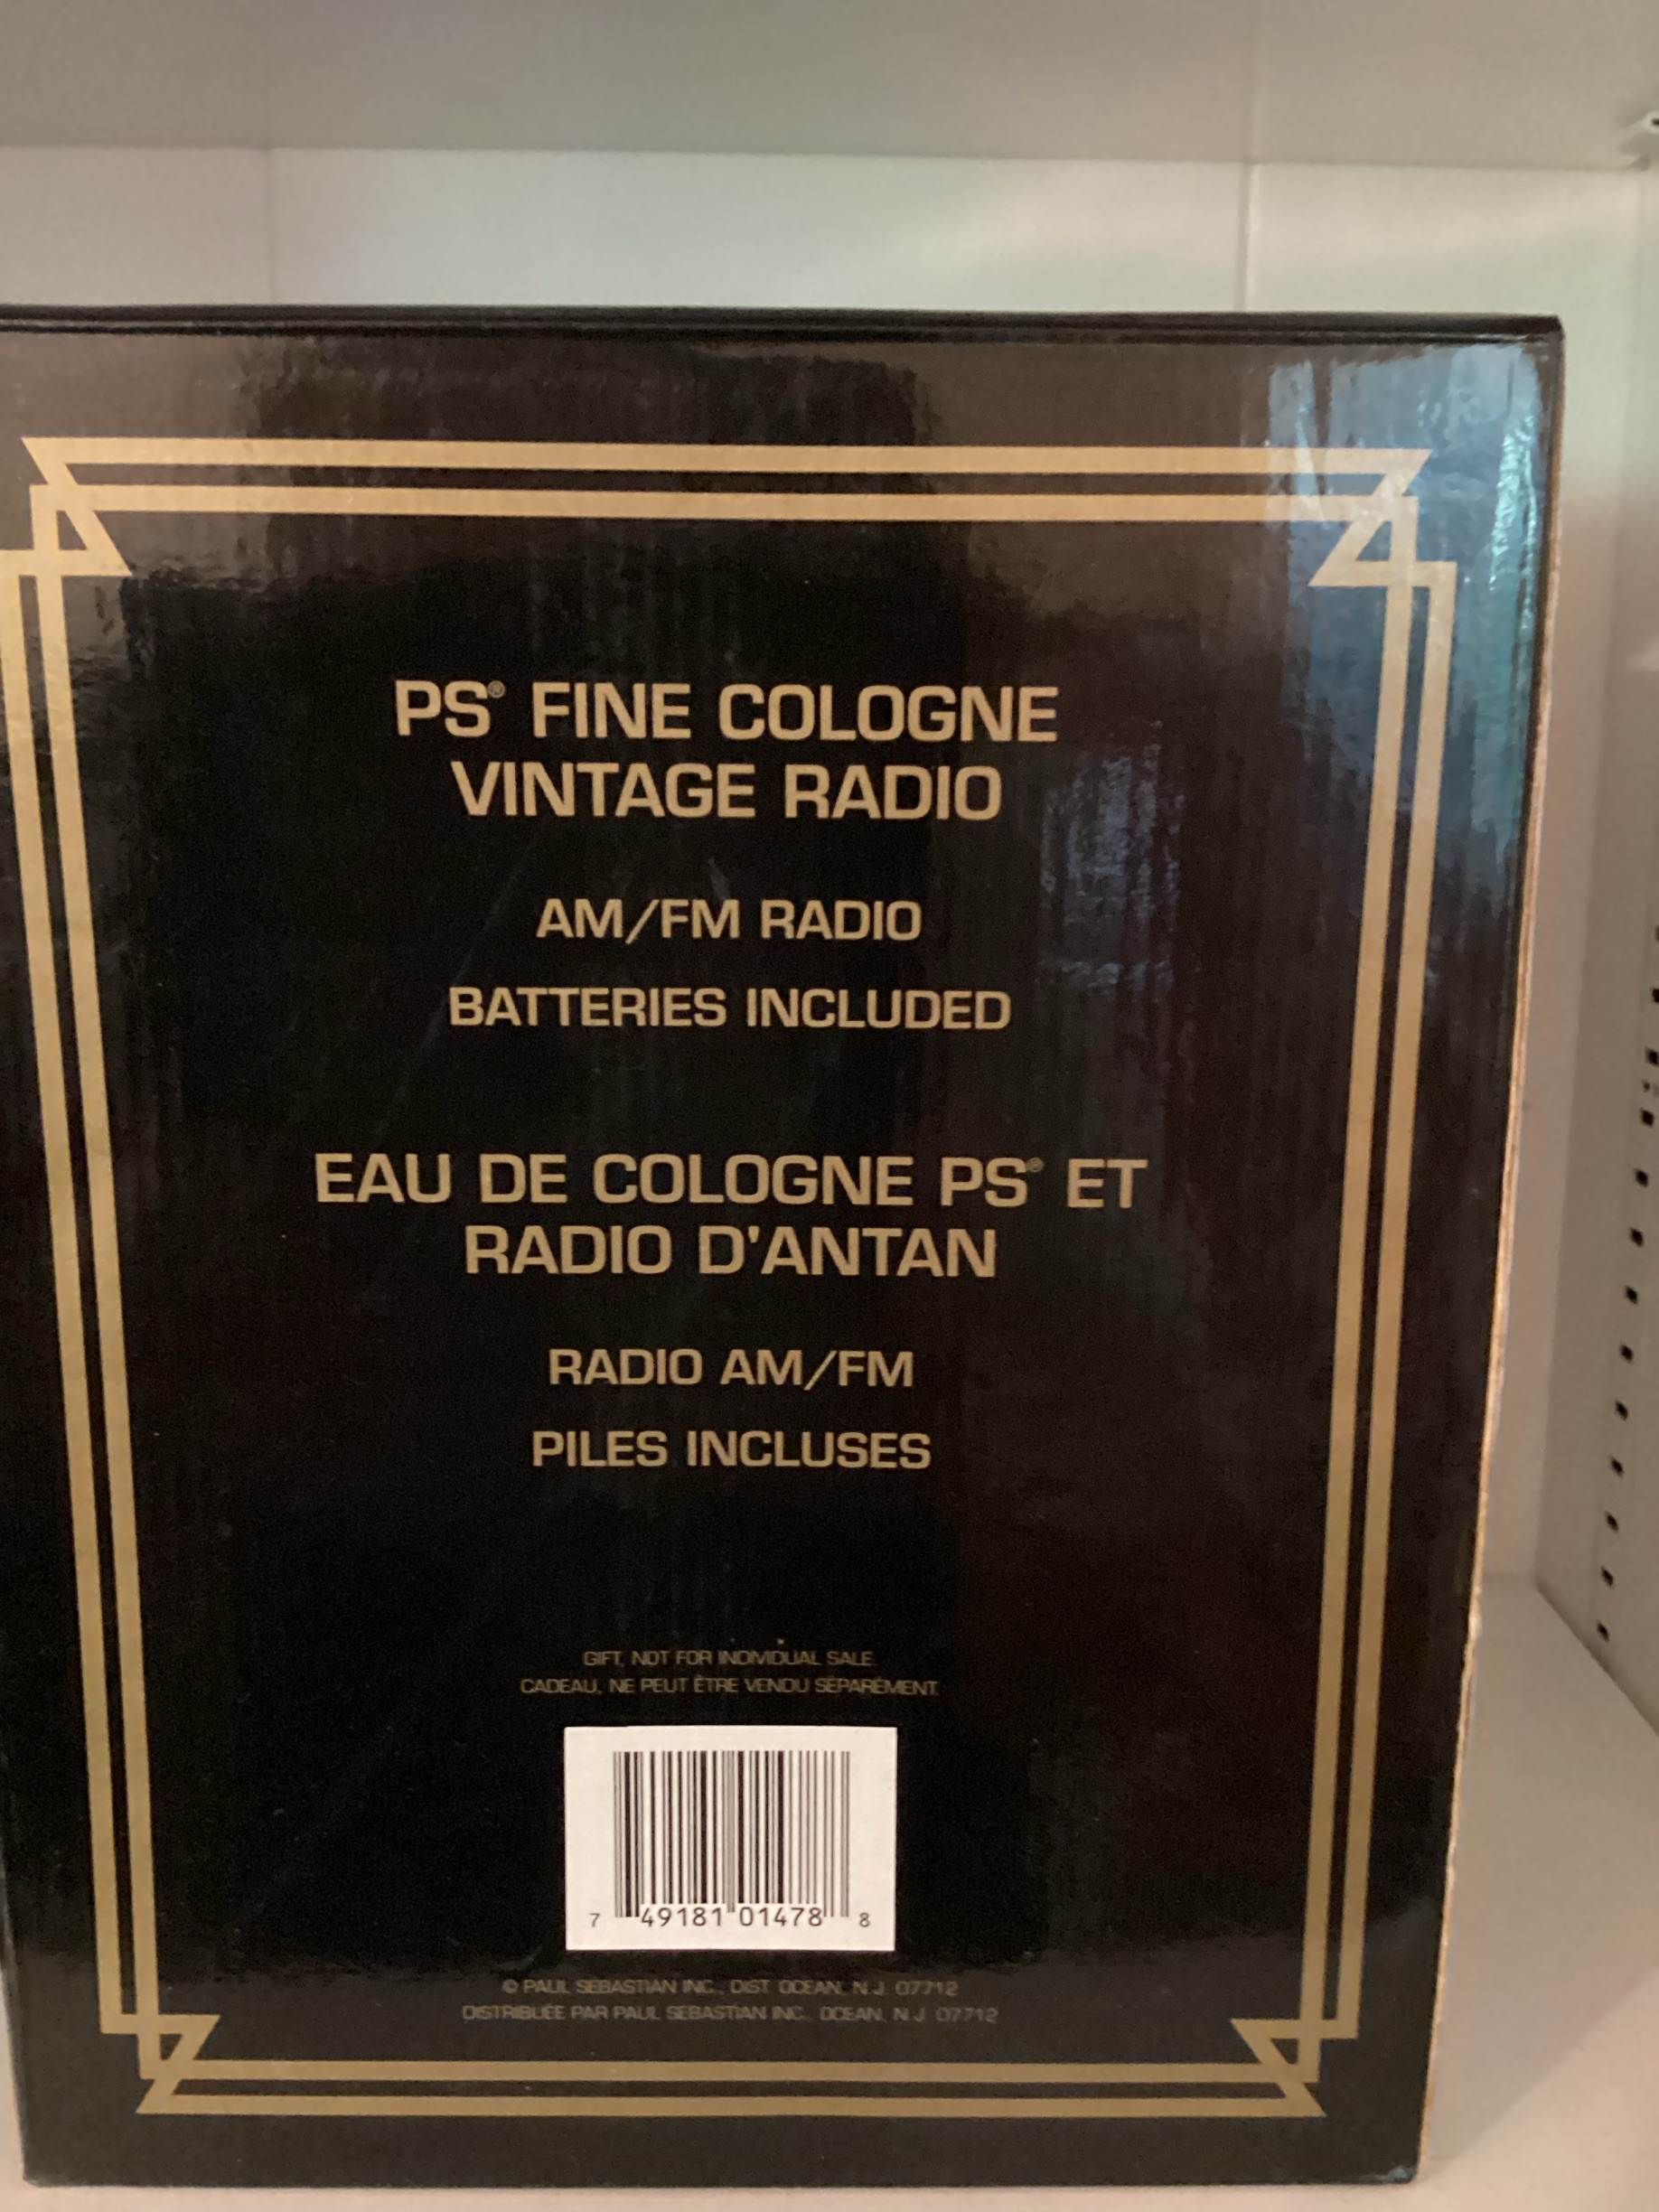 PS® FINE COLOGNE
VINTAGE RADIO
AM/FM RADIO
BATTERIES INCLUDED
EAU DE COLOGNE PS® ET
RADIO D'ANTAN
RADIO AM/FM
PILES INCLUSES
GIFT, NOT FOR INDIVIDUAL SALE.
CADEAU, NE PEUT ÊTRE VENDU SÉPARÉMENT.
7 49181 01478 8
© PAUL SEBASTIAN INC., DIST. OCEAN, N.J. 07712
DISTRIBUÉE PAR PAUL SEBASTIAN INC., OCEAN, N.J. 07712